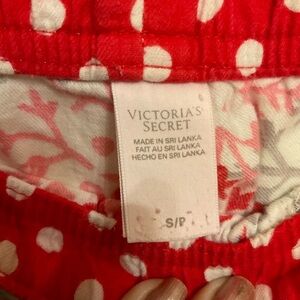 VICTORIA'S
SECRET
MADE IN SRI LANKA
FAIT AU SRI LANKA
HECHO EN SRI LANKA
S/P